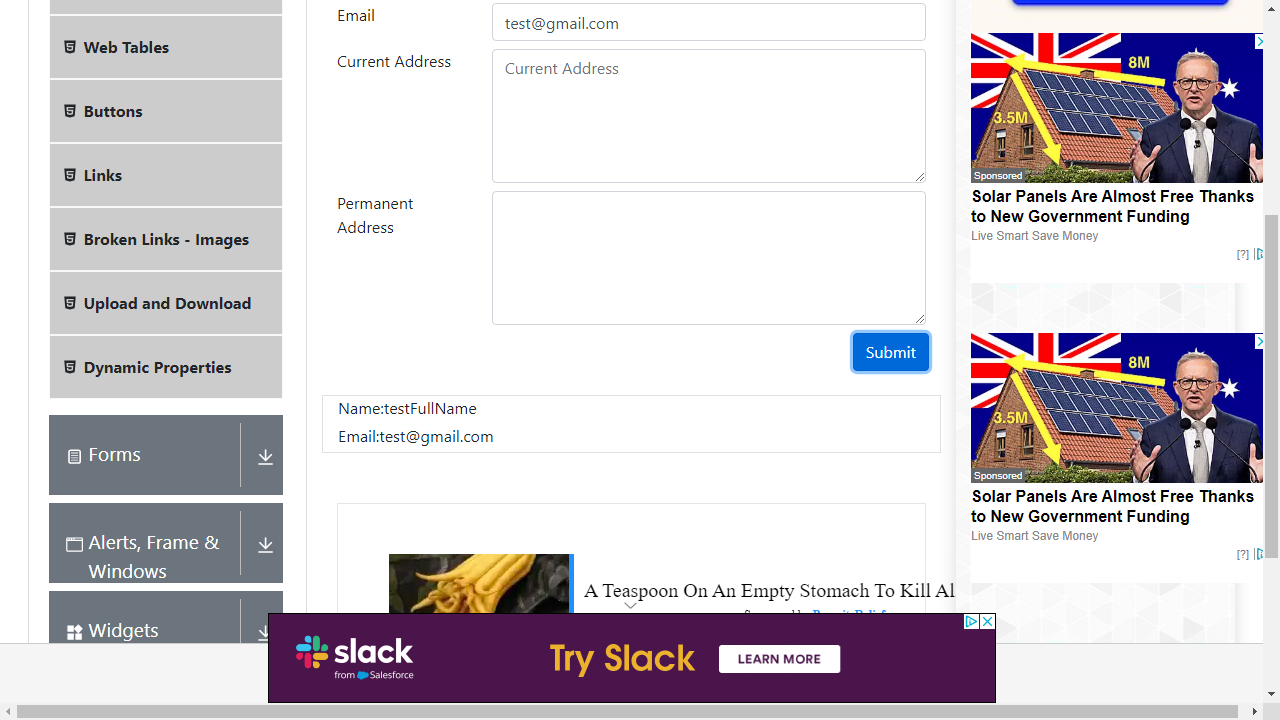 Email
test@gmail.com
Current Address
Current Address
Permanent
Address
Submit
Name:testFullName
Email:test@gmail.com
Web Tables
Buttons
Links
Broken Links - Images
Upload and Download
Dynamic Properties
Forms
Alerts, Frame &
Windows
Widgets
8M
3.5M
Sponsored
Solar Panels Are Almost Free Thanks
to New Government Funding
Live Smart Save Money
[?]
8M
3.5M
Sponsored
Solar Panels Are Almost Free Thanks
to New Government Funding
Live Smart Save Money
[?]
A Teaspoon On An Empty Stomach To Kill Al
slack
from Salesforce
Try Slack
LEARN MORE